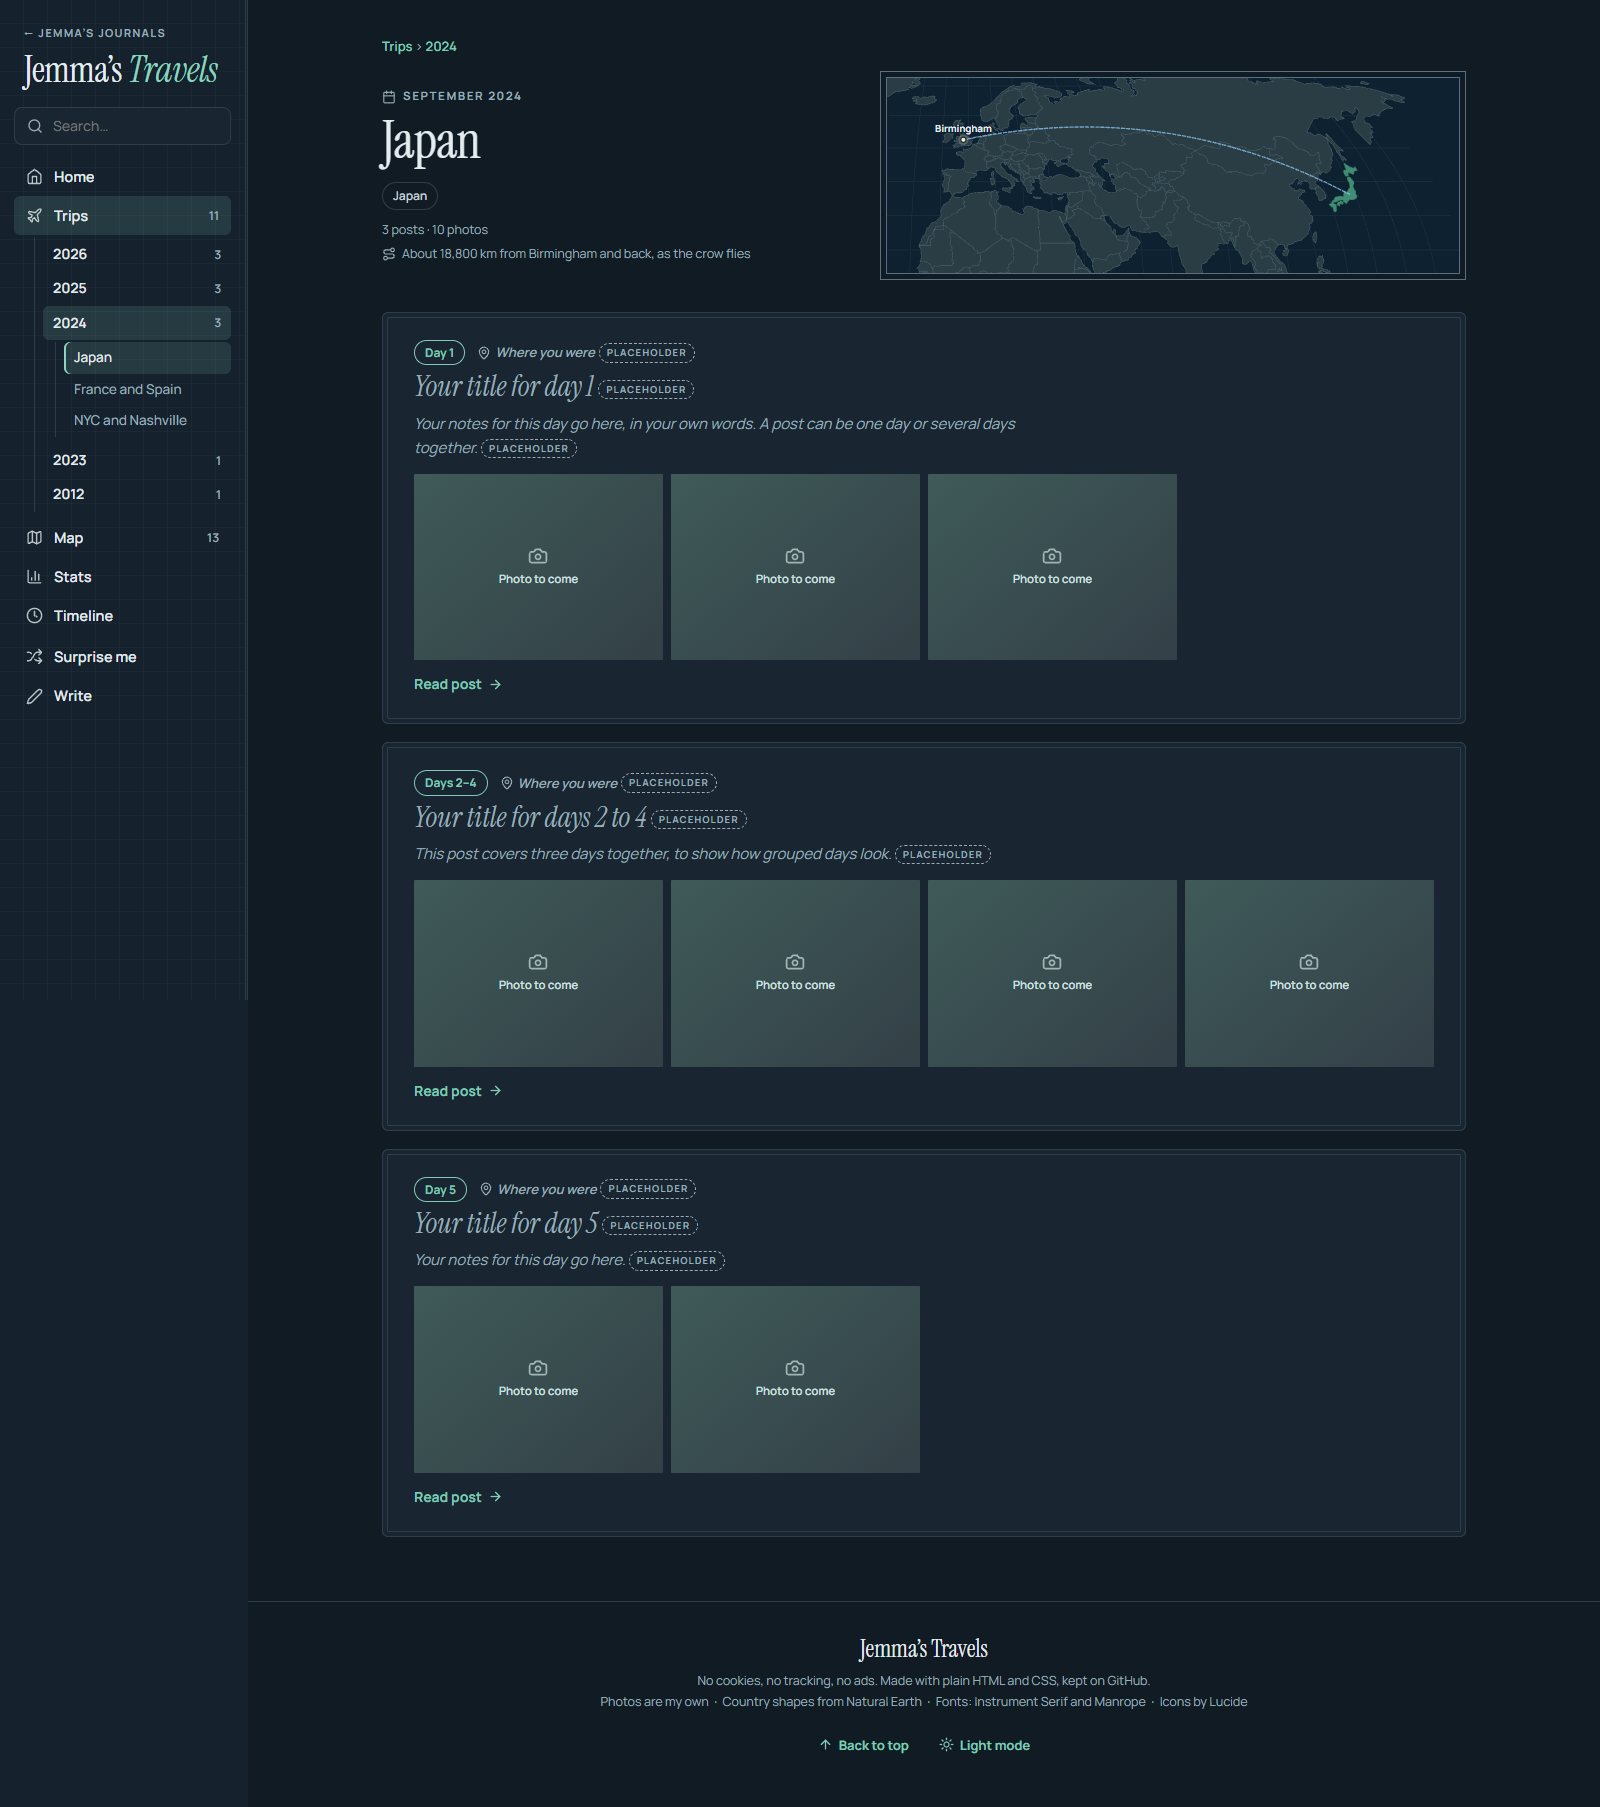 ← JEMMA'S JOURNALS
Jemma's Travels
Search...
Home
Trips 11
2026 3
2025 3
2024 3
Japan
France and Spain
NYC and Nashville
2023 1
2012 1
Map 13
Stats
Timeline
Surprise me
Write
Trips › 2024
SEPTEMBER 2024
Japan
Japan
3 posts · 10 photos
About 18,800 km from Birmingham and back, as the crow flies
Birmingham
Day 1 Where you were PLACEHOLDER
Your title for day 1 PLACEHOLDER
Your notes for this day go here, in your own words. A post can be one day or several days
together. PLACEHOLDER
Photo to come Photo to come Photo to come
Read post →
Days 2–4 Where you were PLACEHOLDER
Your title for days 2 to 4 PLACEHOLDER
This post covers three days together, to show how grouped days look. PLACEHOLDER
Photo to come Photo to come Photo to come Photo to come
Read post →
Day 5 Where you were PLACEHOLDER
Your title for day 5 PLACEHOLDER
Your notes for this day go here. PLACEHOLDER
Photo to come Photo to come
Read post →
Jemma's Travels
No cookies, no tracking, no ads. Made with plain HTML and CSS, kept on GitHub.
Photos are my own · Country shapes from Natural Earth · Fonts: Instrument Serif and Manrope · Icons by Lucide
↑ Back to top Light mode